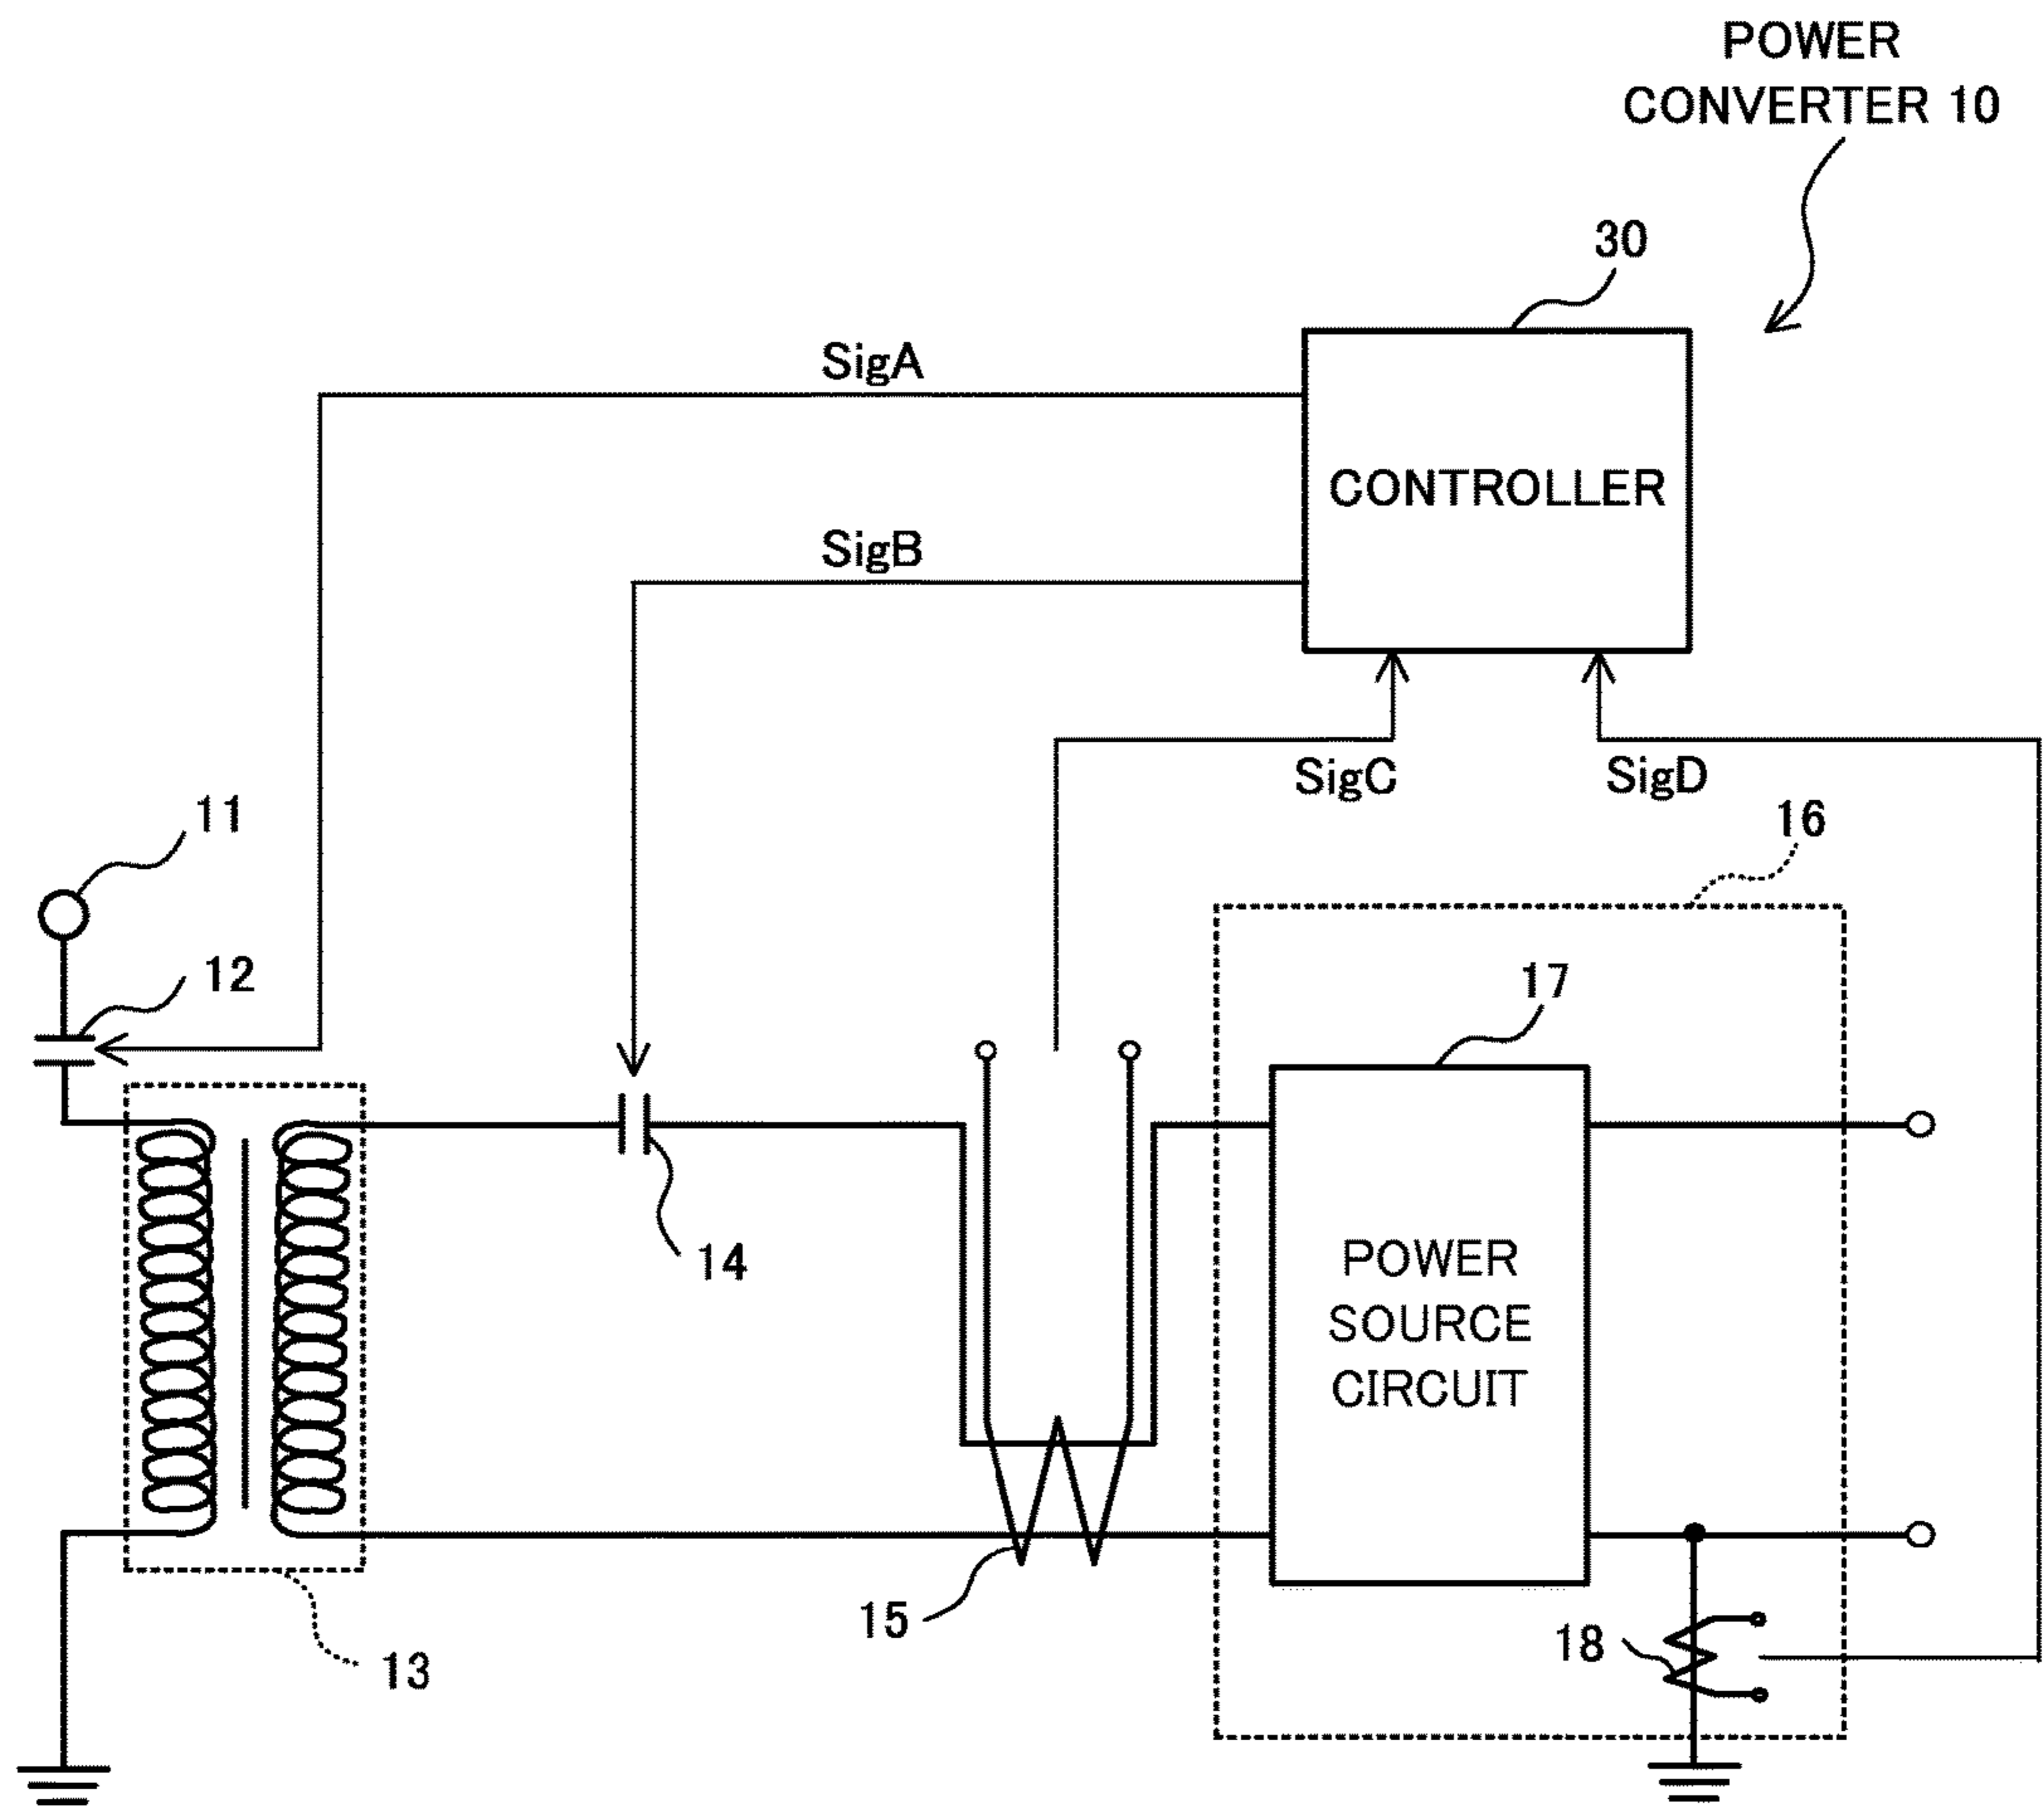 POWER
CONVERTER 10
30
SigA
CONTROLLER
SigB
SigC
SigD
11
16
12
17
14
POWER
SOURCE
CIRCUIT
15
18
13